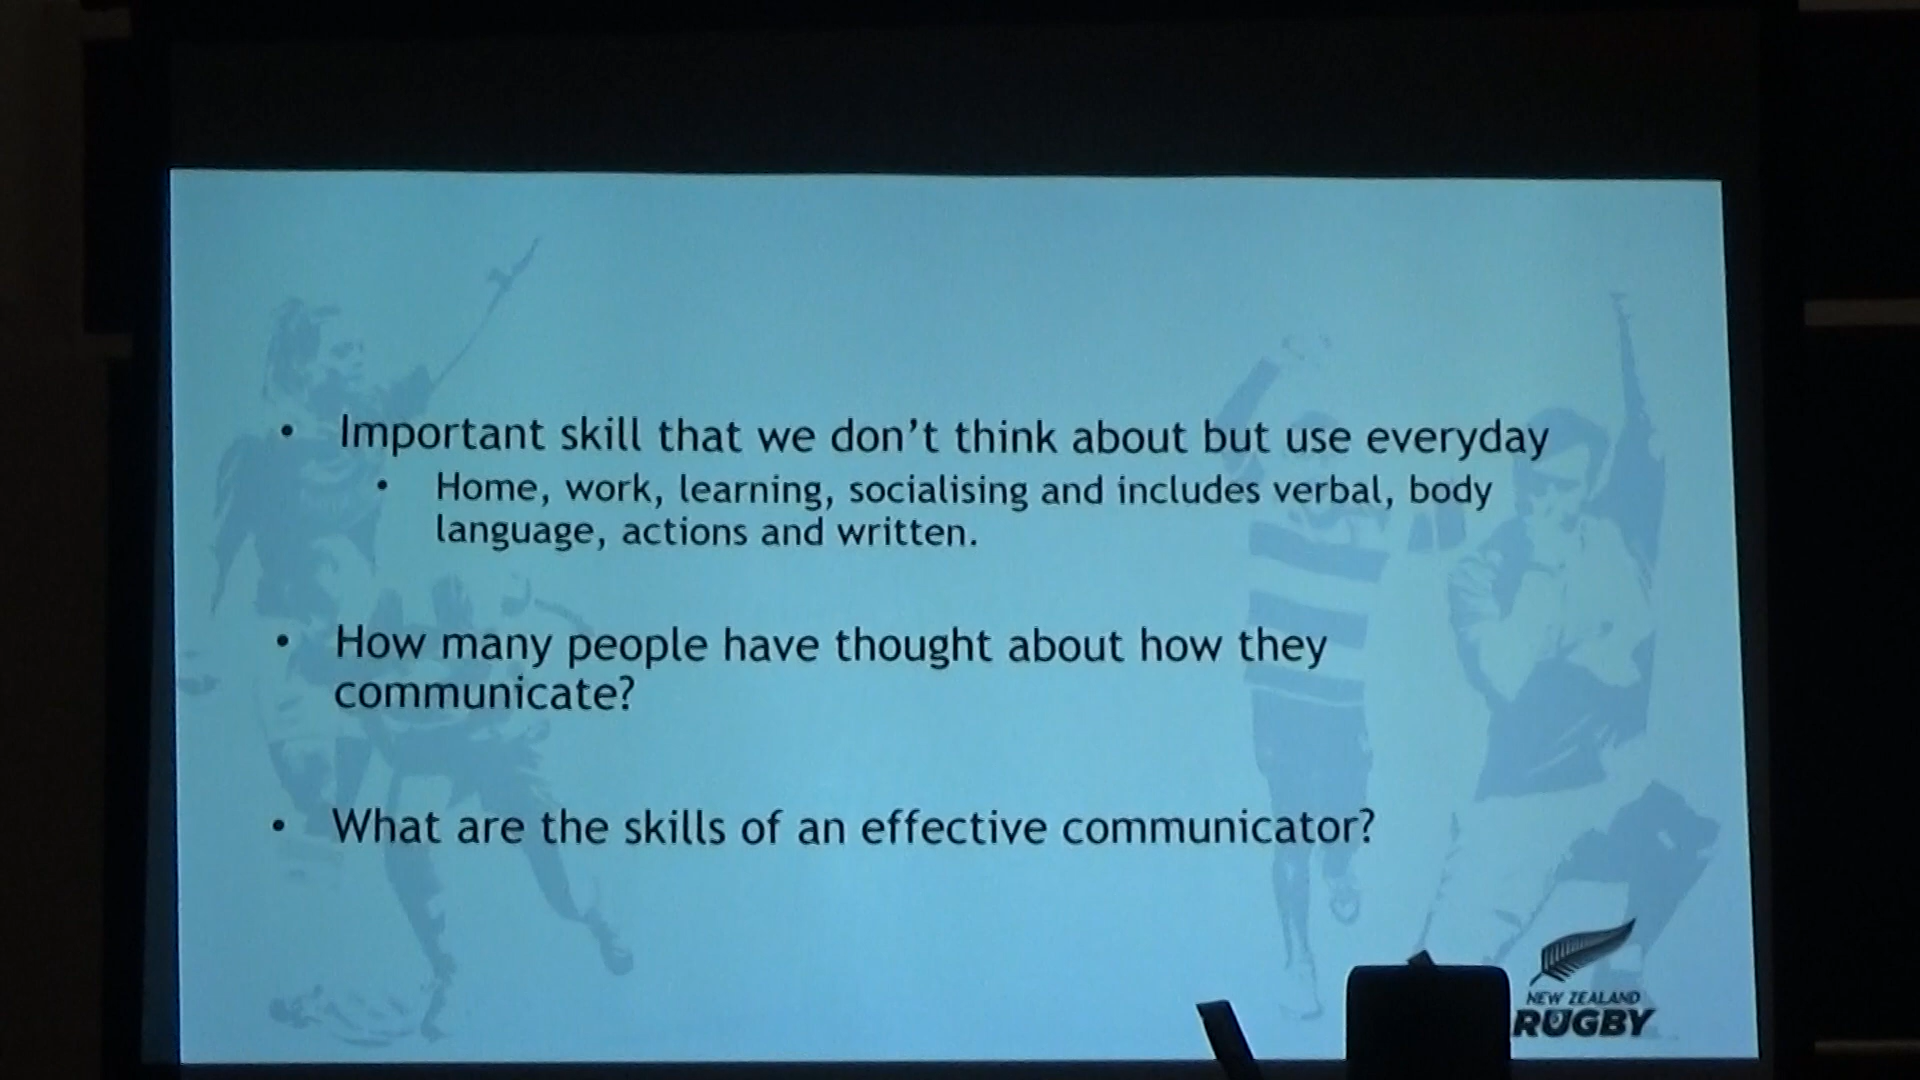 • Important skill that we don't think about but use everyday
• Home, work, learning, socialising and includes verbal, body
language, actions and written.
• How many people have thought about how they
communicate?
• What are the skills of an effective communicator?
NEW ZEALAND
RUGBY